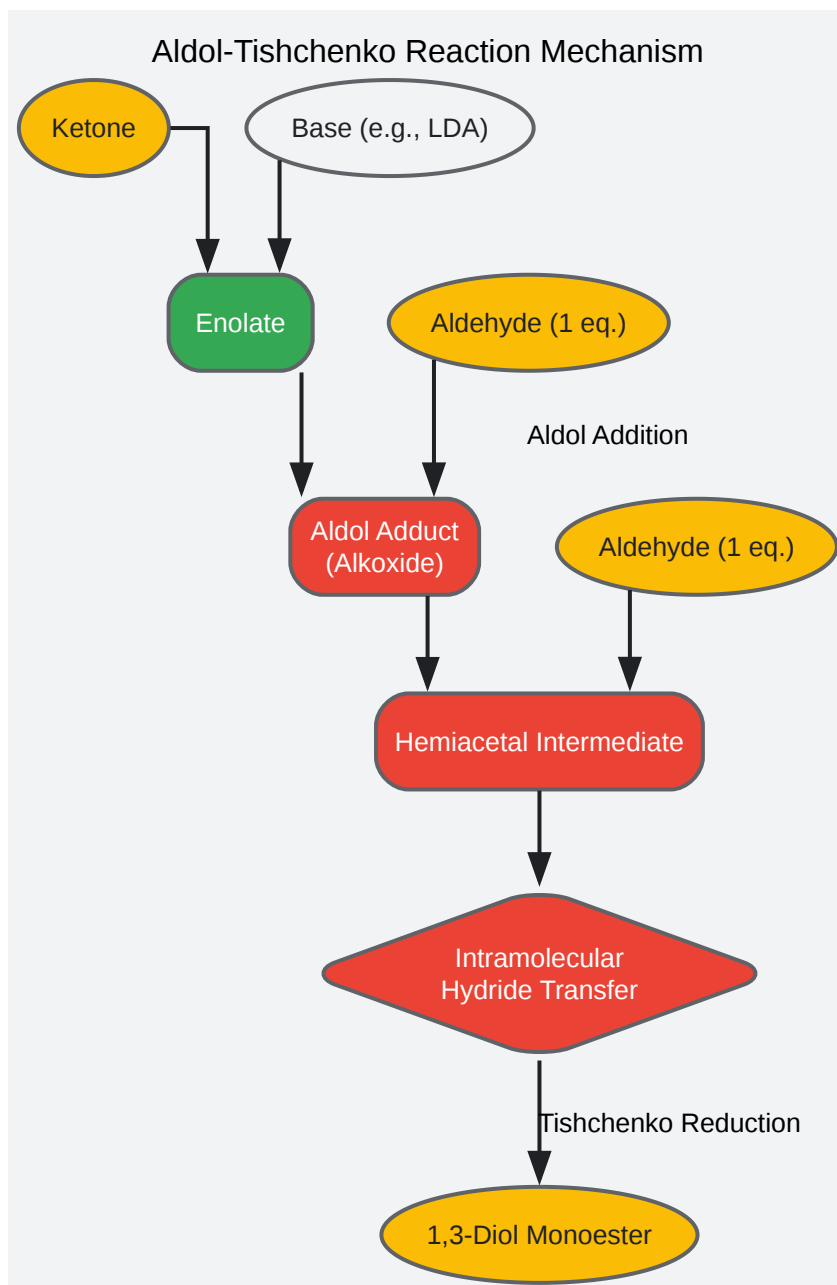 Aldol-Tishchenko Reaction Mechanism
Ketone
Base (e.g., LDA)
Enolate
Aldehyde (1 eq.)
Aldol Addition
Aldol Adduct
(Alkoxide)
Aldehyde (1 eq.)
Hemiacetal Intermediate
Intramolecular
Hydride Transfer
Tishchenko Reduction
1,3-Diol Monoester